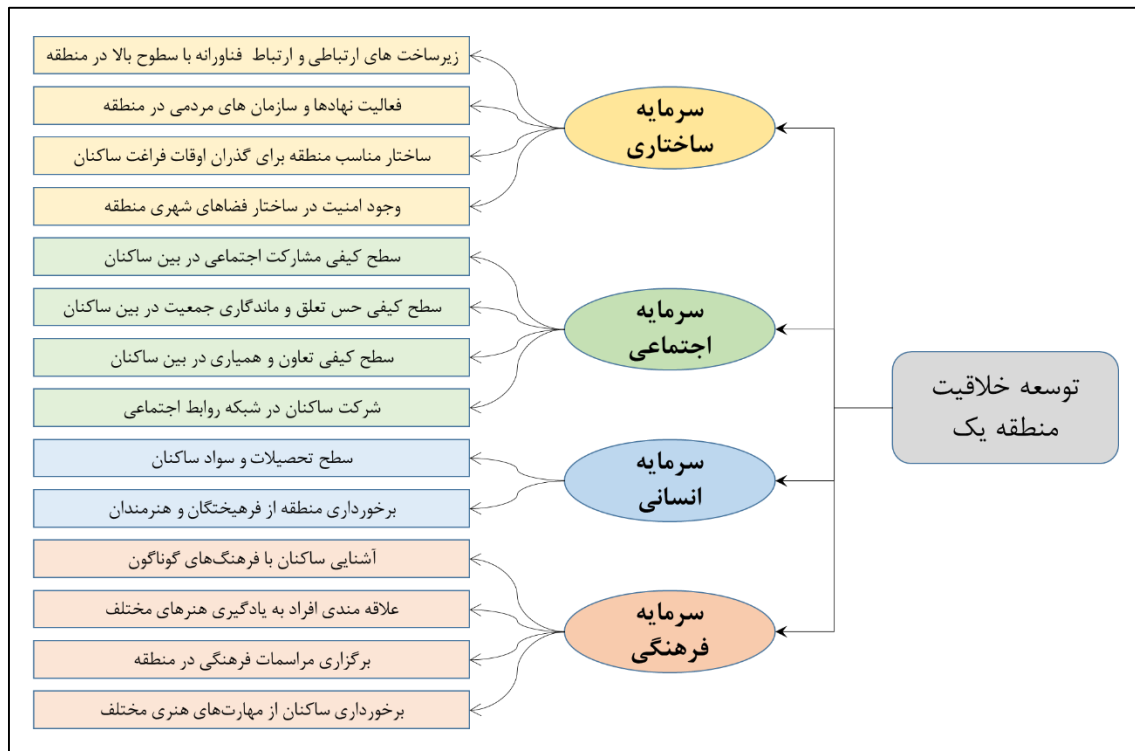 توسعه خلاقیت
منطقه یک
سرمایه
ساختاری
زیرساخت های ارتباطی و ارتباط فناورانه با سطوح بالا در منطقه
فعالیت نهادها و سازمان های مردمی در منطقه
ساختار مناسب منطقه برای گذران اوقات فراغت ساکنان
وجود امنیت در ساختار فضاهای شهری منطقه
سرمایه
اجتماعی
سطح کیفی مشارکت اجتماعی در بین ساکنان
سطح کیفی حس تعلق و ماندگاری جمعیت در بین ساکنان
سطح کیفی تعاون و همیاری در بین ساکنان
شرکت ساکنان در شبکه روابط اجتماعی
سرمایه
انسانی
سطح تحصیلات و سواد ساکنان
برخورداری منطقه از فرهیختگان و هنرمندان
سرمایه
فرهنگی
آشنایی ساکنان با فرهنگ‌های گوناگون
علاقه مندی افراد به یادگیری هنرهای مختلف
برگزاری مراسمات فرهنگی در منطقه
برخورداری ساکنان از مهارت‌های هنری مختلف